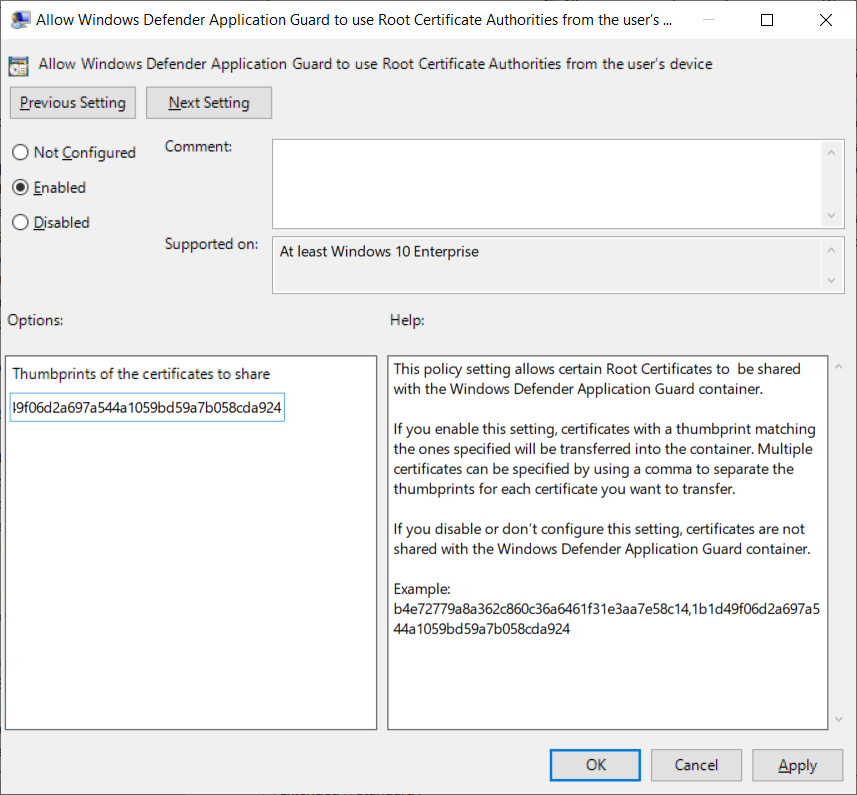 Allow Windows Defender Application Guard to use Root Certificate Authorities from the user's ...
Allow Windows Defender Application Guard to use Root Certificate Authorities from the user's device
Previous Setting
Next Setting
Not Configured
Comment:
Enabled
Disabled
Supported on:
At least Windows 10 Enterprise
Options:
Help:
Thumbprints of the certificates to share
49f06d2a697a544a1059bd59a7b058cda924
This policy setting allows certain Root Certificates to  be shared
with the Windows Defender Application Guard container.
If you enable this setting, certificates with a thumbprint matching
the ones specified will be transferred into the container. Multiple
certificates can be specified by using a comma to separate the
thumbprints for each certificate you want to transfer.
If you disable or don’t configure this setting, certificates are not
shared with the Windows Defender Application Guard container.
Example:
b4e72779a8a362c860c36a6461f31e3aa7e58c14,1b1d49f06d2a697a5
44a1059bd59a7b058cda924
OK
Cancel
Apply